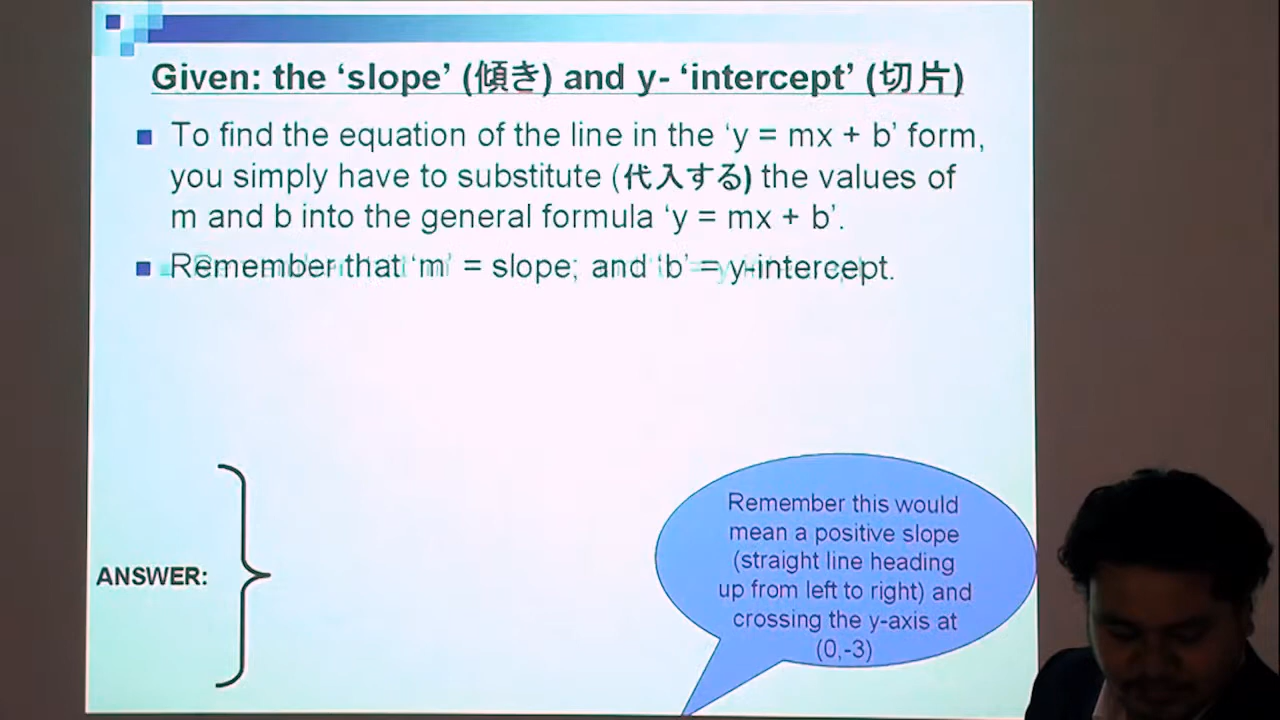 Given: the ‘slope’ (傾き) and y- ‘intercept’ (切片)
To find the equation of the line in the ‘y = mx + b’ form,
you simply have to substitute (代入する) the values of
m and b into the general formula ‘y = mx + b’.
Remember that ‘m’ = slope; and ‘b’ = y-intercept.
ANSWER:
Remember this would
mean a positive slope
(straight line heading
up from left to right) and
crossing the y-axis at
(0,-3)